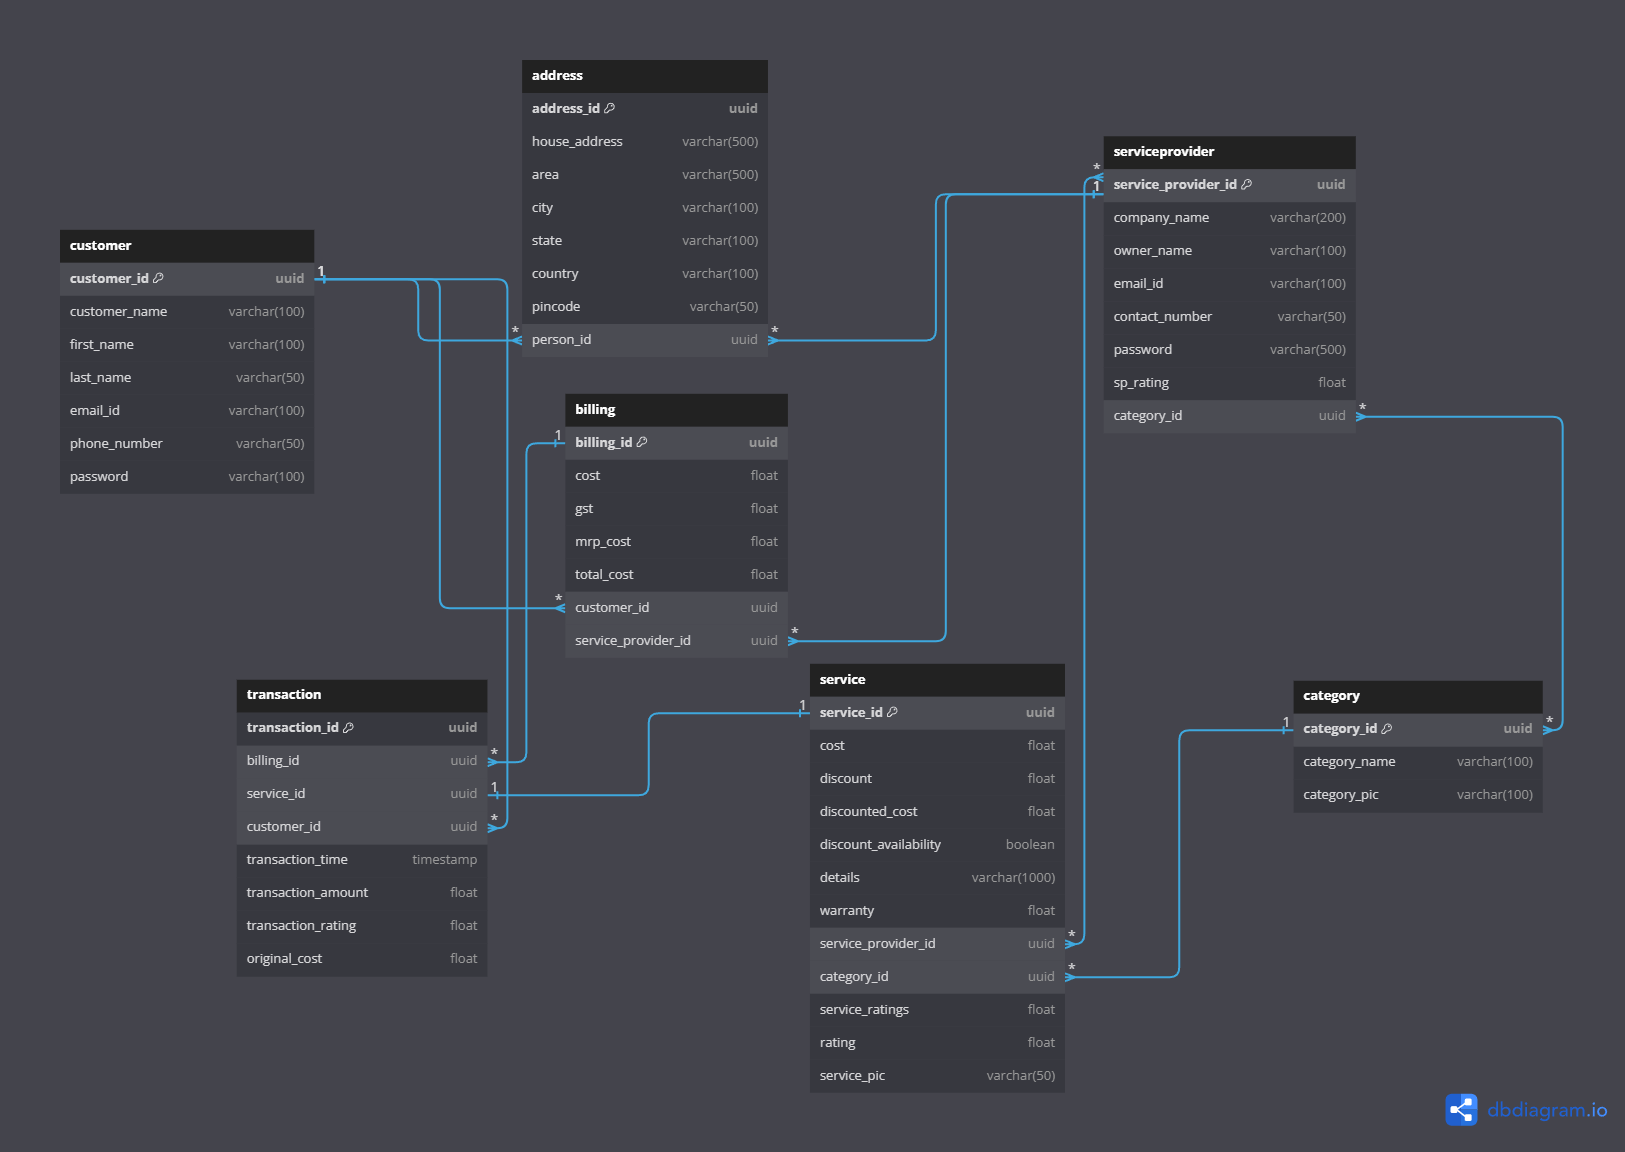 address
address_id uuid
house_address varchar(500)
area varchar(500)
city varchar(100)
state varchar(100)
country varchar(100)
pincode varchar(50)
* person_id uuid *
serviceprovider
* service_provider_id uuid
1
company_name varchar(200)
owner_name varchar(100)
email_id varchar(100)
contact_number varchar(50)
password varchar(500)
sp_rating float
category_id uuid *
customer
customer_id uuid 1
customer_name varchar(100)
first_name varchar(100)
last_name varchar(50)
email_id varchar(100)
phone_number varchar(50)
password varchar(100)
billing
1 billing_id uuid
cost float
gst float
mrp_cost float
total_cost float
* customer_id uuid
service_provider_id uuid *
transaction
transaction_id uuid
billing_id uuid *
service_id uuid 1
customer_id uuid *
transaction_time timestamp
transaction_amount float
transaction_rating float
original_cost float
service
1 service_id uuid
cost float
discount float
discounted_cost float
discount_availability boolean
details varchar(1000)
warranty float
service_provider_id uuid *
category_id uuid *
service_ratings float
rating float
service_pic varchar(50)
category
1 category_id uuid *
category_name varchar(100)
category_pic varchar(100)
dbdiagram.io